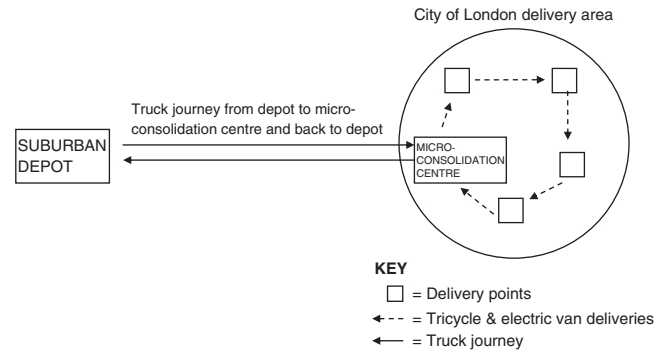 City of London delivery area
Truck journey from depot to micro-
consolidation centre and back to depot
SUBURBAN
DEPOT
MICRO-
CONSOLIDATION
CENTRE
KEY
= Delivery points
= Tricycle & electric van deliveries
= Truck journey